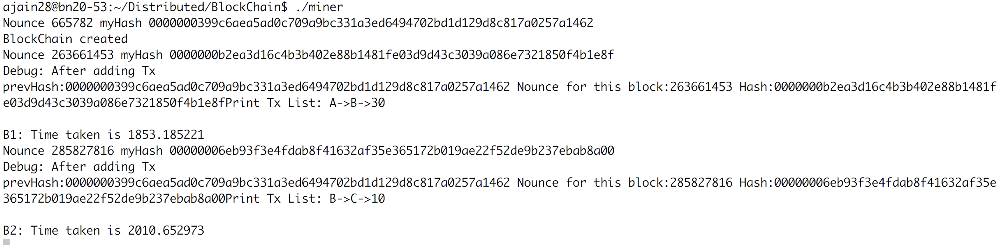 ajain28@bn20-53:~/Distributed/BlockChain$ ./miner
Nounce 665782 myHash 0000000399c6aea5ad0c709a9bc331a3ed6494702bd1d129d8c817a0257a1462
BlockChain created
Nounce 263661453 myHash 0000000b2ea3d16c4b3b402e88b1481fe03d9d43c3039a086e7321850f4b1e8f
Debug: After adding Tx
prevHash:0000000399c6aea5ad0c709a9bc331a3ed6494702bd1d129d8c817a0257a1462 Nounce for this block:263661453 Hash:0000000b2ea3d16c4b3b402e88b1481f
e03d9d43c3039a086e7321850f4b1e8fPrint Tx List: A->B->30
B1: Time taken is 1853.185221
Nounce 285827816 myHash 00000006eb93f3e4fdab8f41632af35e365172b019ae22f52de9b237ebab8a00
Debug: After adding Tx
prevHash:0000000399c6aea5ad0c709a9bc331a3ed6494702bd1d129d8c817a0257a1462 Nounce for this block:285827816 Hash:00000006eb93f3e4fdab8f41632af35e
365172b019ae22f52de9b237ebab8a00Print Tx List: B->C->10
B2: Time taken is 2010.652973